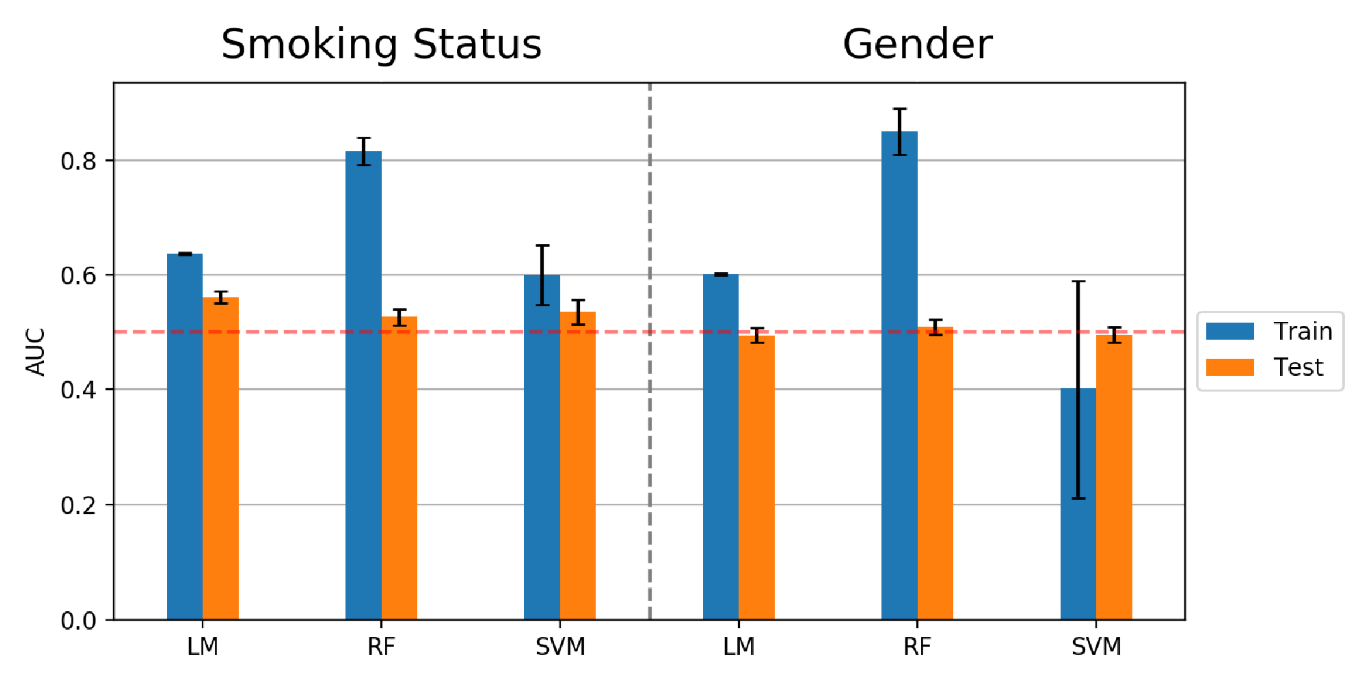 Smoking Status Gender
0.8
0.6
0.4
0.2
0.0
AUC
LM RF SVM LM RF SVM
Train
Test